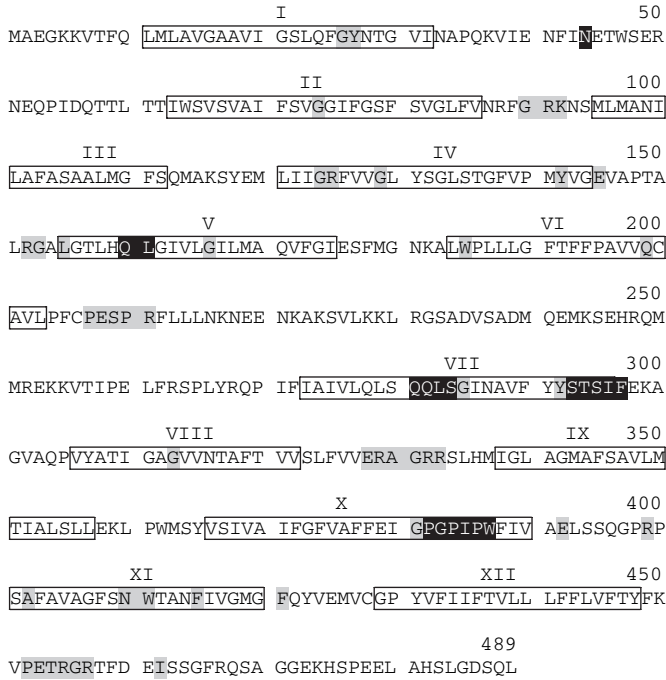 I 50
MAEGKKVTFQ LMLAVGAAVI GSLQFGYNTG VINAPQKVIE NFINETWSER
II 100
NEQPIDQTTL TTIWSVSVAI FSVGGIFGSF SVGLFVNRFG RKNSMLMANI
III IV 150
LAFASAALMG FSQMAKSYEM LIIGRFVVGL YSGLSTGFVP MYVGEVAPTA
V VI 200
LRGALGTLHQ LGIVLGILMA QVFGIESFMG NKALWPLLLG FTFFPAVVQC
250
AVLPFCPESP RFLLLNKNEE NKAKSVLKKL RGSADVSADM QEMKSEHRQM
VII 300
MREKKVTIPE LFRSPLYRQP IFIAIVLQLS QQLSGINAVF YYSTSIFEKA
VIII IX 350
GVAQPVYATI GAGVVNTAFT VVSLFVVERA GRRSLHMIGL AGMAFSAVLM
X 400
TIALSLLEKL PWMSYVSIVA IFGFVAFFEI GPGPIPWFIV AELSSQGPRP
XI XII 450
SAFAVAGFSN WTANFIVGMG FQYVEMVCGP YVFIIFTVLL LFFLVFTYFK
489
VPETRGRTFD EISSGFRQSA GGEKHSPEEL AHSLGDSQL